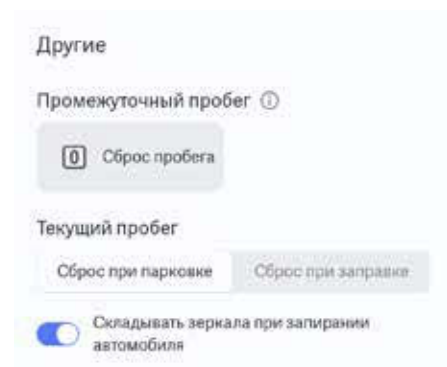 Другие
Промежуточный пробег ⓘ
0 Сброс пробега
Текущий пробег
Сброс при парковке Сброс при заправке
Складывать зеркала при запирании
автомобиля